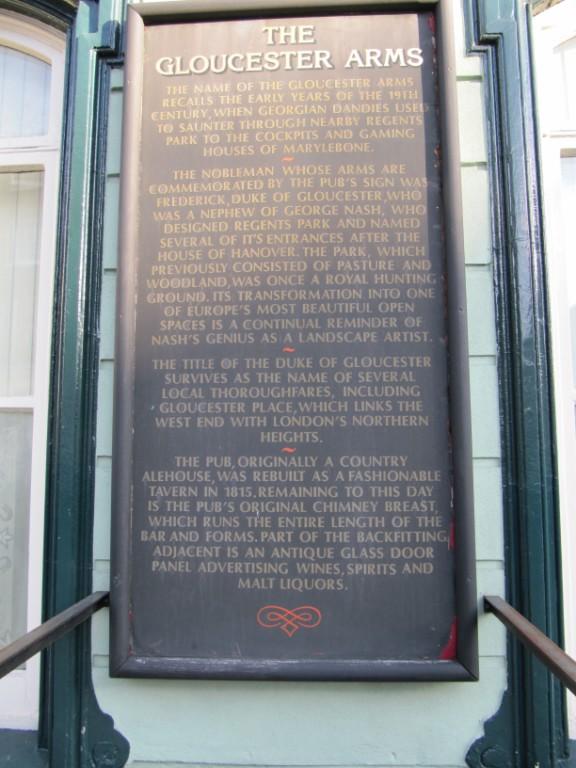 THE
GLOUCESTER ARMS
THE NAME OF THE GLOUCESTER ARMS
RECALLS THE EARLY YEARS OF THE 19TH
CENTURY, WHEN GEORGIAN DANDIES USED
TO SAUNTER THROUGH NEARBY REGENTS
PARK TO THE COCKPITS AND GAMING
HOUSES OF MARYLEBONE.
THE NOBLEMAN WHOSE ARMS ARE
COMMEMORATED BY THE PUB'S SIGN WAS
FREDERICK, DUKE OF GLOUCESTER, WHO
WAS A NEPHEW OF GEORGE NASH, WHO
DESIGNED REGENTS PARK AND NAMED
SEVERAL OF IT'S ENTRANCES AFTER THE
HOUSE OF HANOVER. THE PARK, WHICH
PREVIOUSLY CONSISTED OF PASTURE AND
WOODLAND, WAS ONCE A ROYAL HUNTING
GROUND. ITS TRANSFORMATION INTO ONE
OF EUROPE'S MOST BEAUTIFUL OPEN
SPACES IS A CONTINUAL REMINDER OF
NASH'S GENIUS AS A LANDSCAPE ARTIST.
THE TITLE OF THE DUKE OF GLOUCESTER
SURVIVES AS THE NAME OF SEVERAL
LOCAL THOROUGHFARES, INCLUDING
GLOUCESTER PLACE, WHICH LINKS THE
WEST END WITH LONDON'S NORTHERN
HEIGHTS.
THE PUB, ORIGINALLY A COUNTRY
ALEHOUSE, WAS REBUILT AS A FASHIONABLE
TAVERN IN 1815. REMAINING TO THIS DAY
IS THE PUB'S ORIGINAL CHIMNEY BREAST,
WHICH RUNS THE ENTIRE LENGTH OF THE
BAR AND FORMS. PART OF THE BACKFITTING
ADJACENT IS AN ANTIQUE GLASS DOOR
PANEL ADVERTISING WINES, SPIRITS AND
MALT LIQUORS.